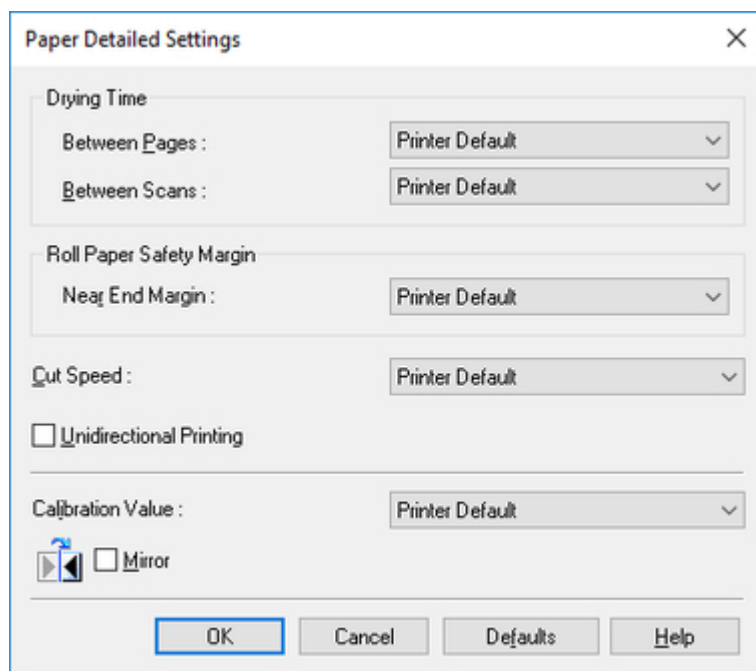 Paper Detailed Settings
Drying Time
Between Pages : Printer Default
Between Scans : Printer Default
Roll Paper Safety Margin
Near End Margin : Printer Default
Cut Speed : Printer Default
Unidirectional Printing
Calibration Value : Printer Default
Mirror
OK Cancel Defaults Help